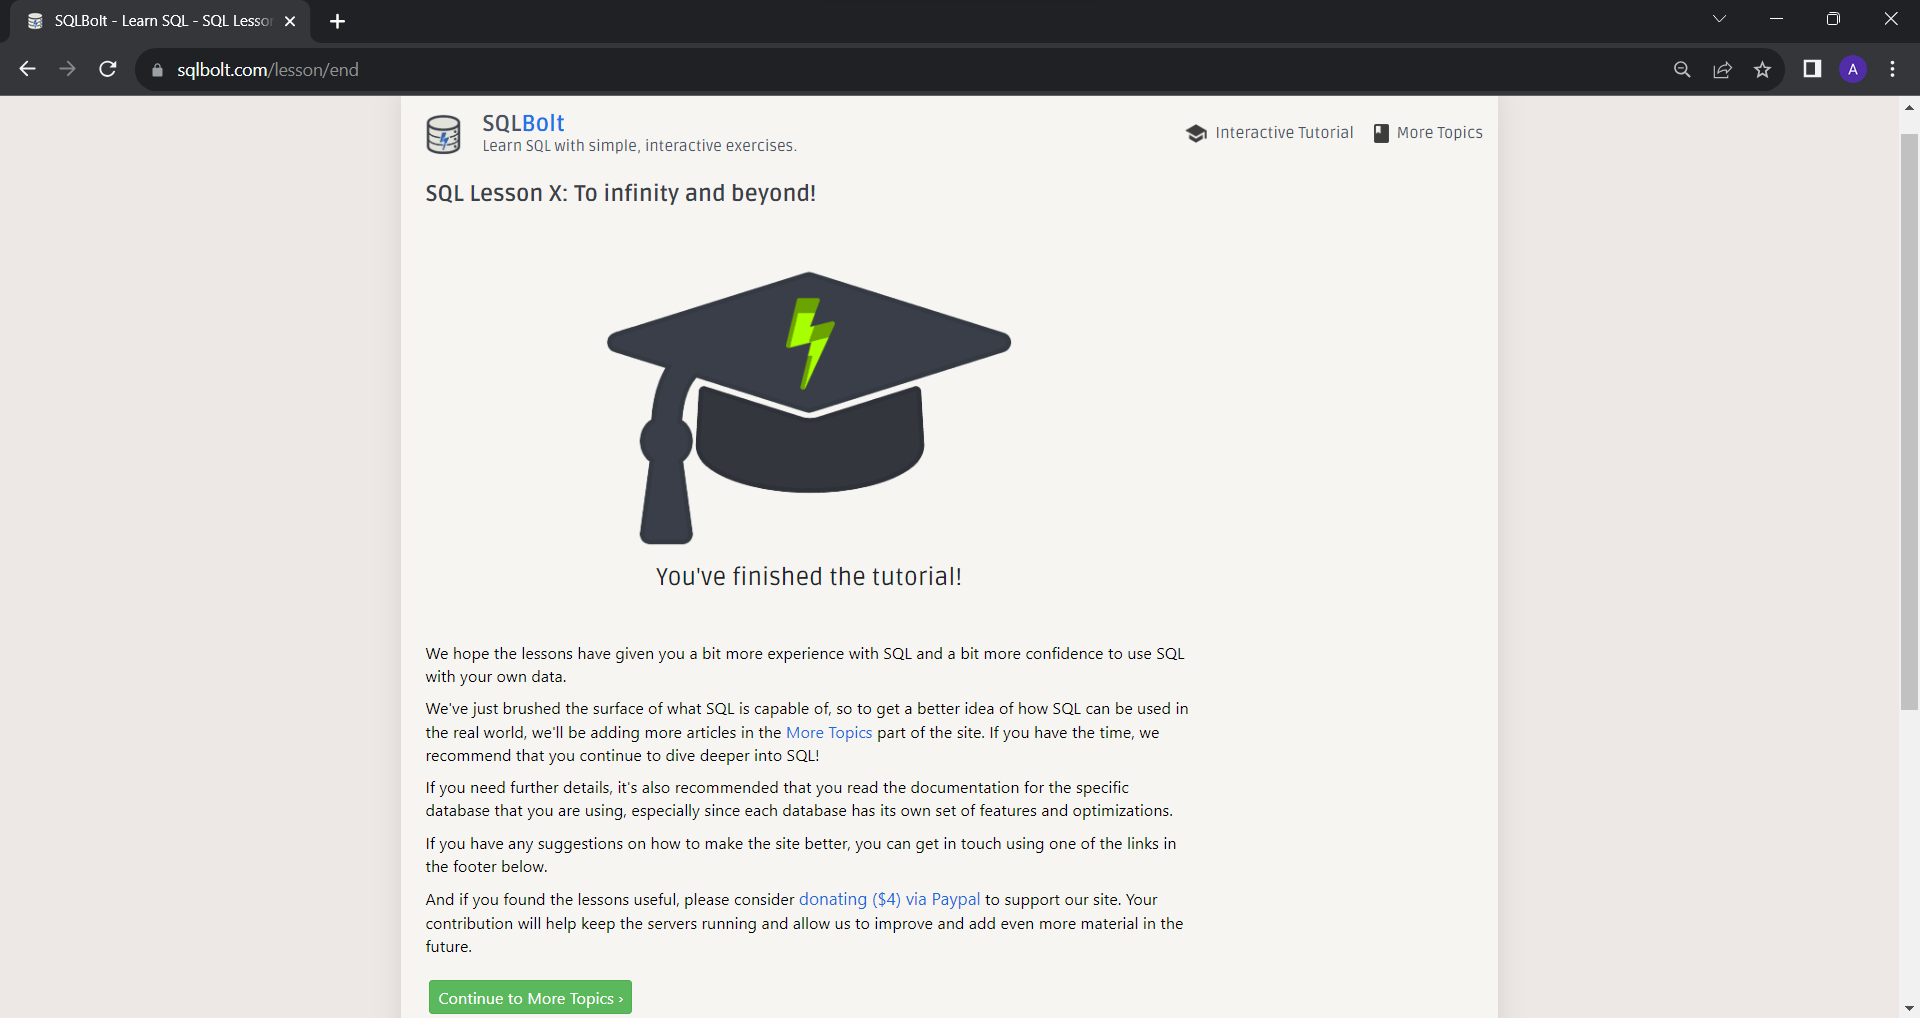 SQLBolt - Learn SQL - SQL Lesso
sqlbolt.com/lesson/end
A
SQLBolt
Learn SQL with simple, interactive exercises.
Interactive Tutorial
More Topics
SQL Lesson X: To infinity and beyond!
You've finished the tutorial!
We hope the lessons have given you a bit more experience with SQL and a bit more confidence to use SQL
with your own data.
We've just brushed the surface of what SQL is capable of, so to get a better idea of how SQL can be used in
the real world, we'll be adding more articles in the More Topics part of the site. If you have the time, we
recommend that you continue to dive deeper into SQL!
If you need further details, it's also recommended that you read the documentation for the specific
database that you are using, especially since each database has its own set of features and optimizations.
If you have any suggestions on how to make the site better, you can get in touch using one of the links in
the footer below.
And if you found the lessons useful, please consider donating ($4) via Paypal to support our site. Your
contribution will help keep the servers running and allow us to improve and add even more material in the
future.
Continue to More Topics ›